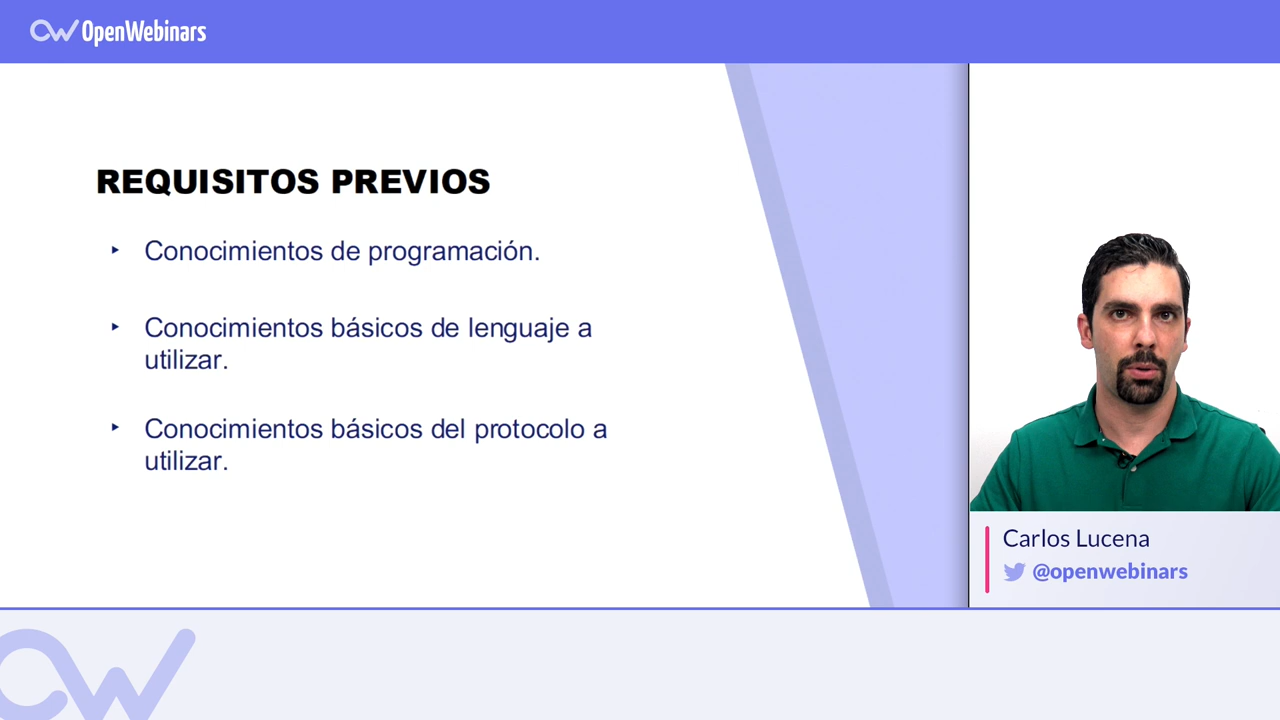 OpenWebinars
REQUISITOS PREVIOS
‣ Conocimientos de programación.
‣ Conocimientos básicos de lenguaje a
utilizar.
‣ Conocimientos básicos del protocolo a
utilizar.
Carlos Lucena
@openwebinars